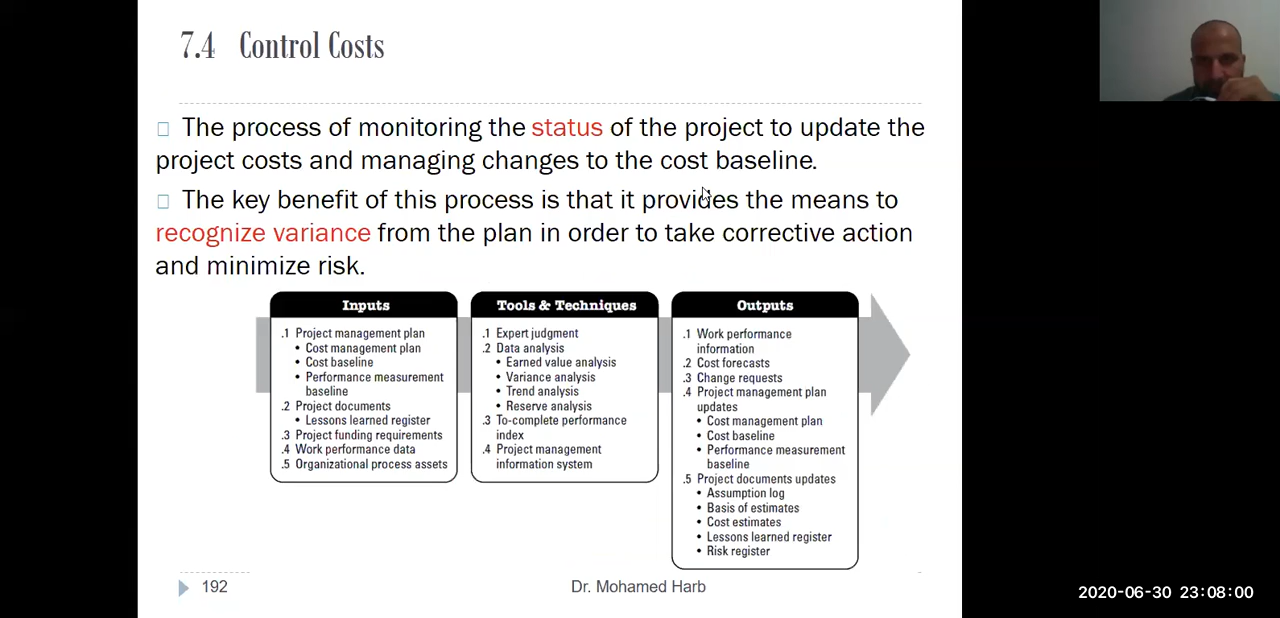 7.4 Control Costs
The process of monitoring the status of the project to update the
project costs and managing changes to the cost baseline.
The key benefit of this process is that it provides the means to
recognize variance from the plan in order to take corrective action
and minimize risk.
Inputs
.1 Project management plan
• Cost management plan
• Cost baseline
• Performance measurement
baseline
.2 Project documents
• Lessons learned register
.3 Project funding requirements
.4 Work performance data
.5 Organizational process assets
Tools & Techniques
.1 Expert judgment
.2 Data analysis
• Earned value analysis
• Variance analysis
• Trend analysis
• Reserve analysis
.3 To-complete performance
index
.4 Project management
information system
Outputs
.1 Work performance
information
.2 Cost forecasts
.3 Change requests
.4 Project management plan
updates
• Cost management plan
• Cost baseline
• Performance measurement
baseline
.5 Project documents updates
• Assumption log
• Basis of estimates
• Cost estimates
• Lessons learned register
• Risk register
192
Dr. Mohamed Harb
2020-06-30 23:08:00